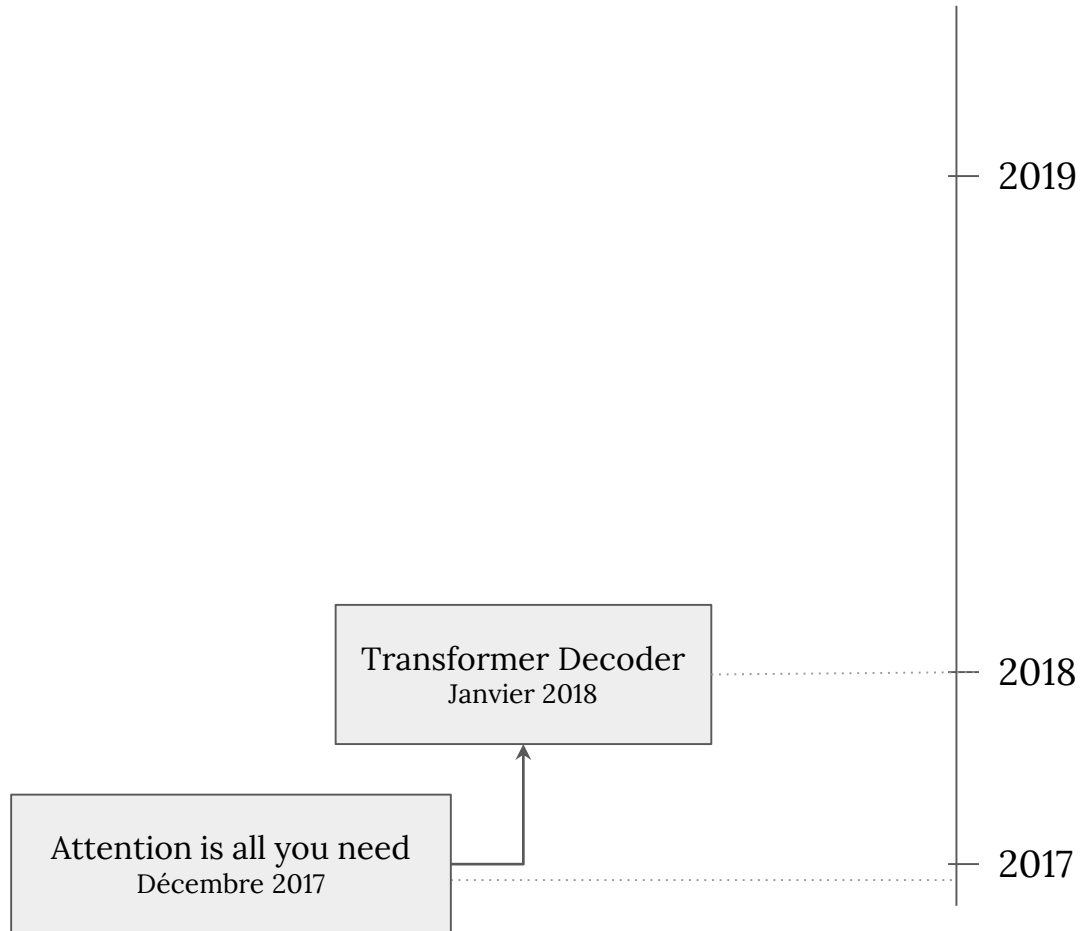 2019
Transformer Decoder
Janvier 2018
2018
Attention is all you need
Décembre 2017
2017